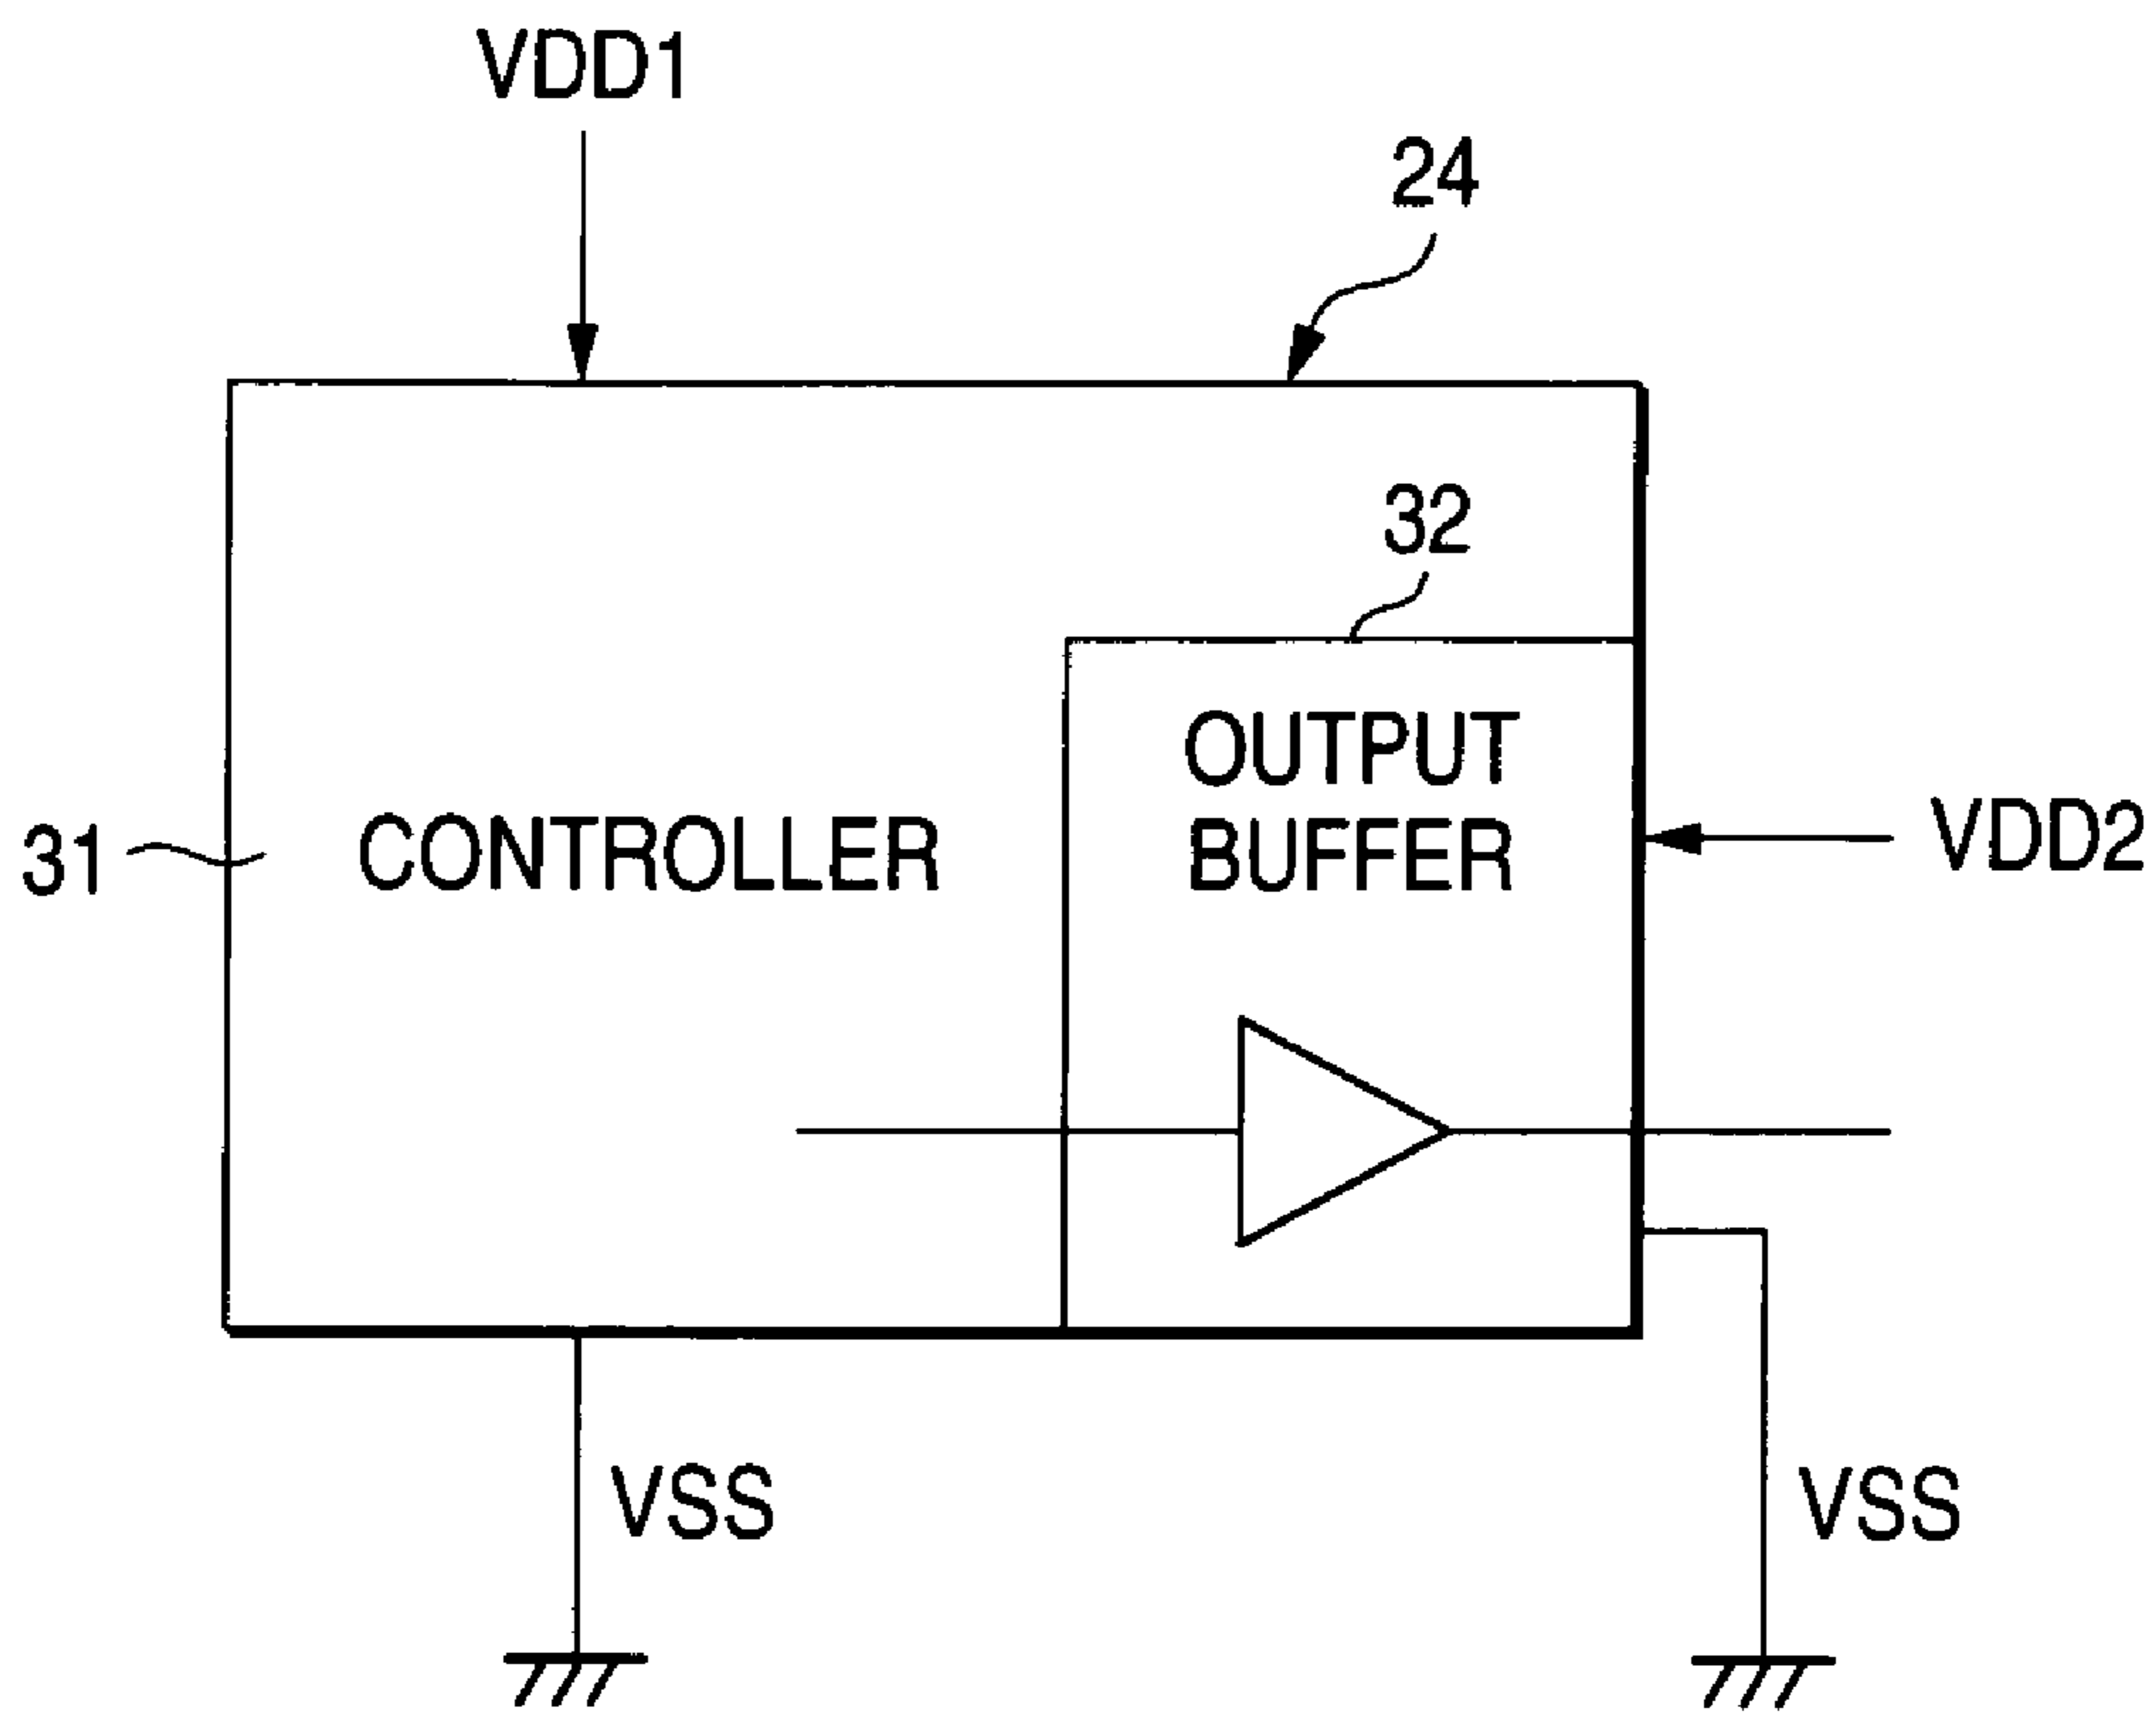 VDD1
24
32
OUTPUT
BUFFER
31
CONTROLLER
VDD2
VSS
VSS